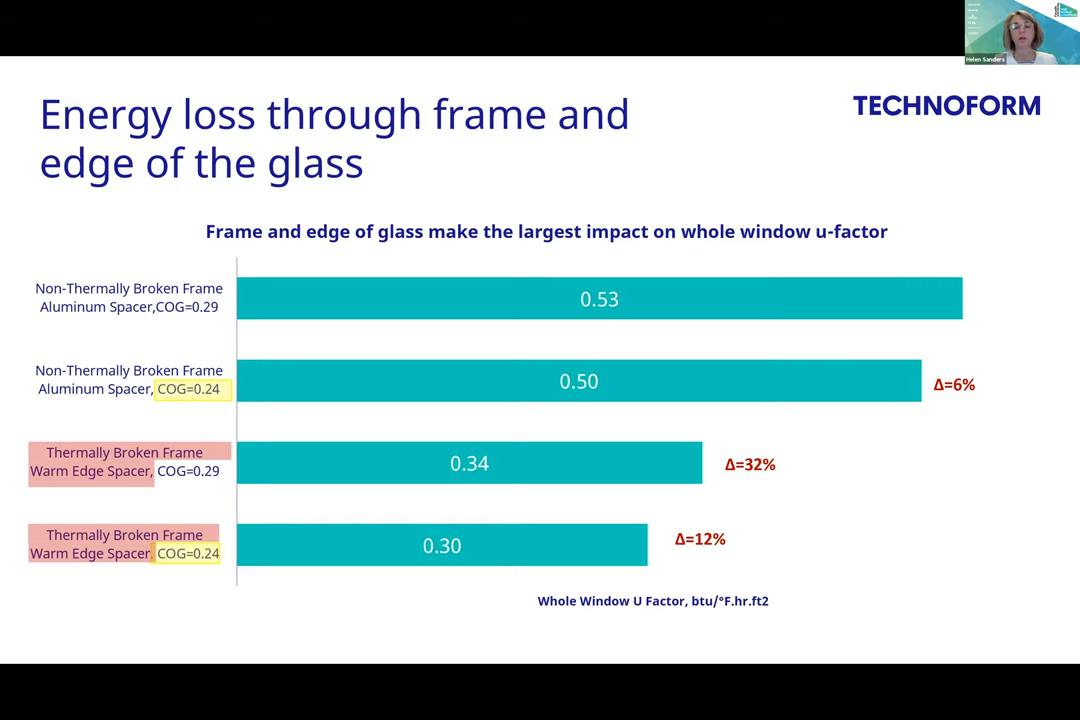 Helen Sanders
Energy loss through frame and
edge of the glass
TECHNOFORM
Frame and edge of glass make the largest impact on whole window u-factor
Non-Thermally Broken Frame
Aluminum Spacer,COG=0.29
0.53
Non-Thermally Broken Frame
Aluminum Spacer, COG=0.24
0.50
Δ=6%
Thermally Broken Frame
Warm Edge Spacer, COG=0.29
0.34
Δ=32%
Thermally Broken Frame
Warm Edge Spacer, COG=0.24
0.30
Δ=12%
Whole Window U Factor, btu/°F.hr.ft2